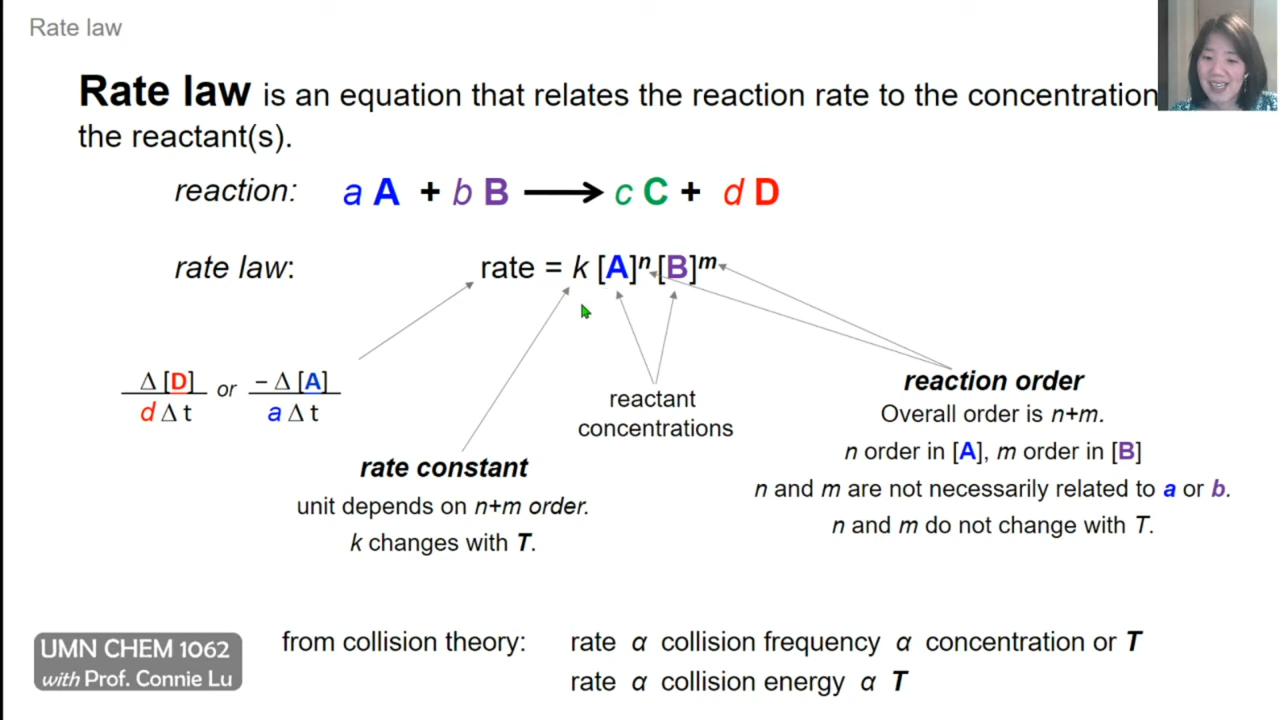 Rate law
Rate law is an equation that relates the reaction rate to the concentration
the reactant(s).
reaction: a A + b B ⟶ c C + d D
rate law: rate = k [A]ⁿ [B]ᵐ
Δ [D] / d Δ t or − Δ [A] / a Δ t
reactant
concentrations
reaction order
Overall order is n+m.
n order in [A], m order in [B]
n and m are not necessarily related to a or b.
n and m do not change with T.
rate constant
unit depends on n+m order.
k changes with T.
from collision theory: rate α collision frequency α concentration or T
rate α collision energy α T
UMN CHEM 1062
with Prof. Connie Lu